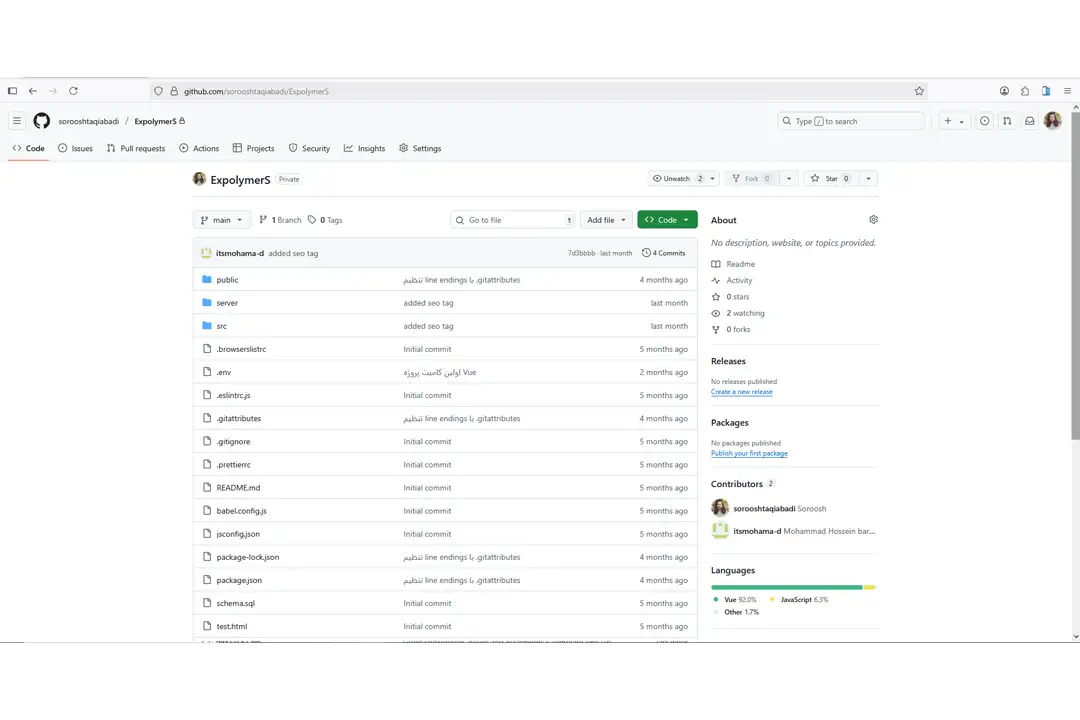 github.com/sorooshtaqiabadi/ExpolymerS
sorooshtaqiabadi / ExpolymerS
Type / to search
Code Issues Pull requests Actions Projects Security Insights Settings
ExpolymerS Private
Unwatch 2 Fork 0 Star 0
main 1 Branch 0 Tags Go to file t Add file Code
itsmohama-d added seo tag 7d3bbbb · last month 4 Commits
public تنظیم line endings با .gitattributes 4 months ago
server added seo tag last month
src added seo tag last month
.browserslistrc Initial commit 5 months ago
.env اولین کامیت پروژه Vue 2 months ago
.eslintrc.js Initial commit 5 months ago
.gitattributes تنظیم line endings با .gitattributes 4 months ago
.gitignore Initial commit 5 months ago
.prettierrc Initial commit 5 months ago
README.md Initial commit 5 months ago
babel.config.js Initial commit 5 months ago
jsconfig.json Initial commit 5 months ago
package-lock.json تنظیم line endings با .gitattributes 4 months ago
package.json تنظیم line endings با .gitattributes 4 months ago
schema.sql Initial commit 5 months ago
test.html Initial commit 5 months ago
About
No description, website, or topics provided.
Readme
Activity
0 stars
2 watching
0 forks
Releases
No releases published
Create a new release
Packages
No packages published
Publish your first package
Contributors 2
sorooshtaqiabadi Soroosh
itsmohama-d Mohammad Hossein bar...
Languages
Vue 92.0% JavaScript 6.3%
Other 1.7%